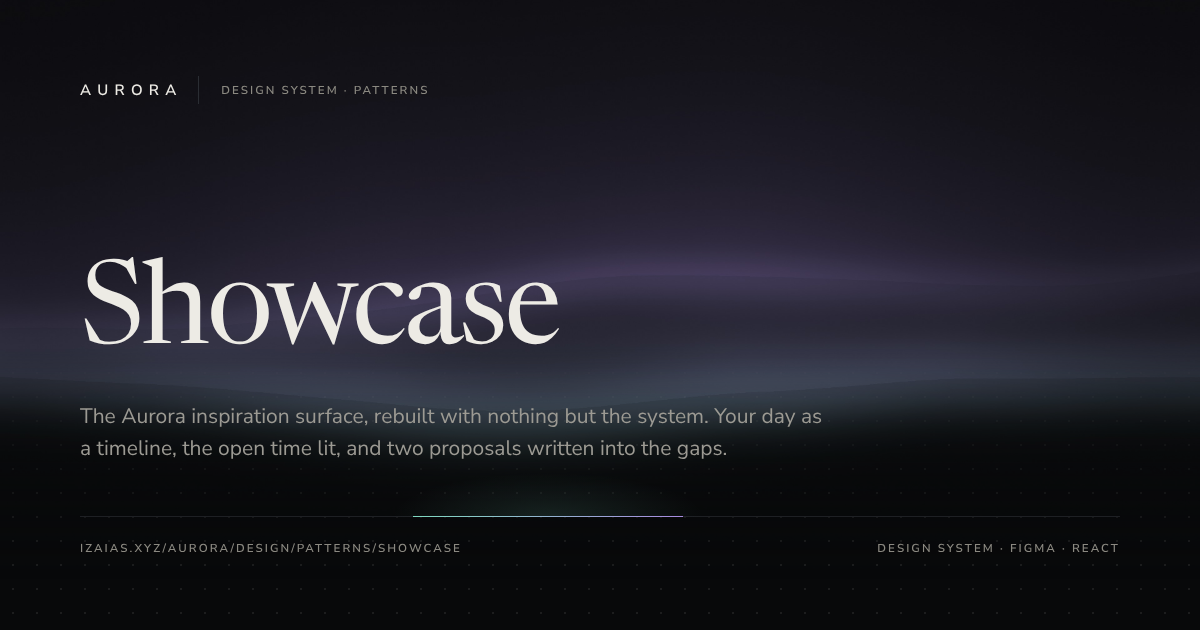 AURORA
DESIGN SYSTEM · PATTERNS
Showcase
The Aurora inspiration surface, rebuilt with nothing but the system. Your day as
a timeline, the open time lit, and two proposals written into the gaps.
IZAIAS.XYZ/AURORA/DESIGN/PATTERNS/SHOWCASE
DESIGN SYSTEM · FIGMA · REACT